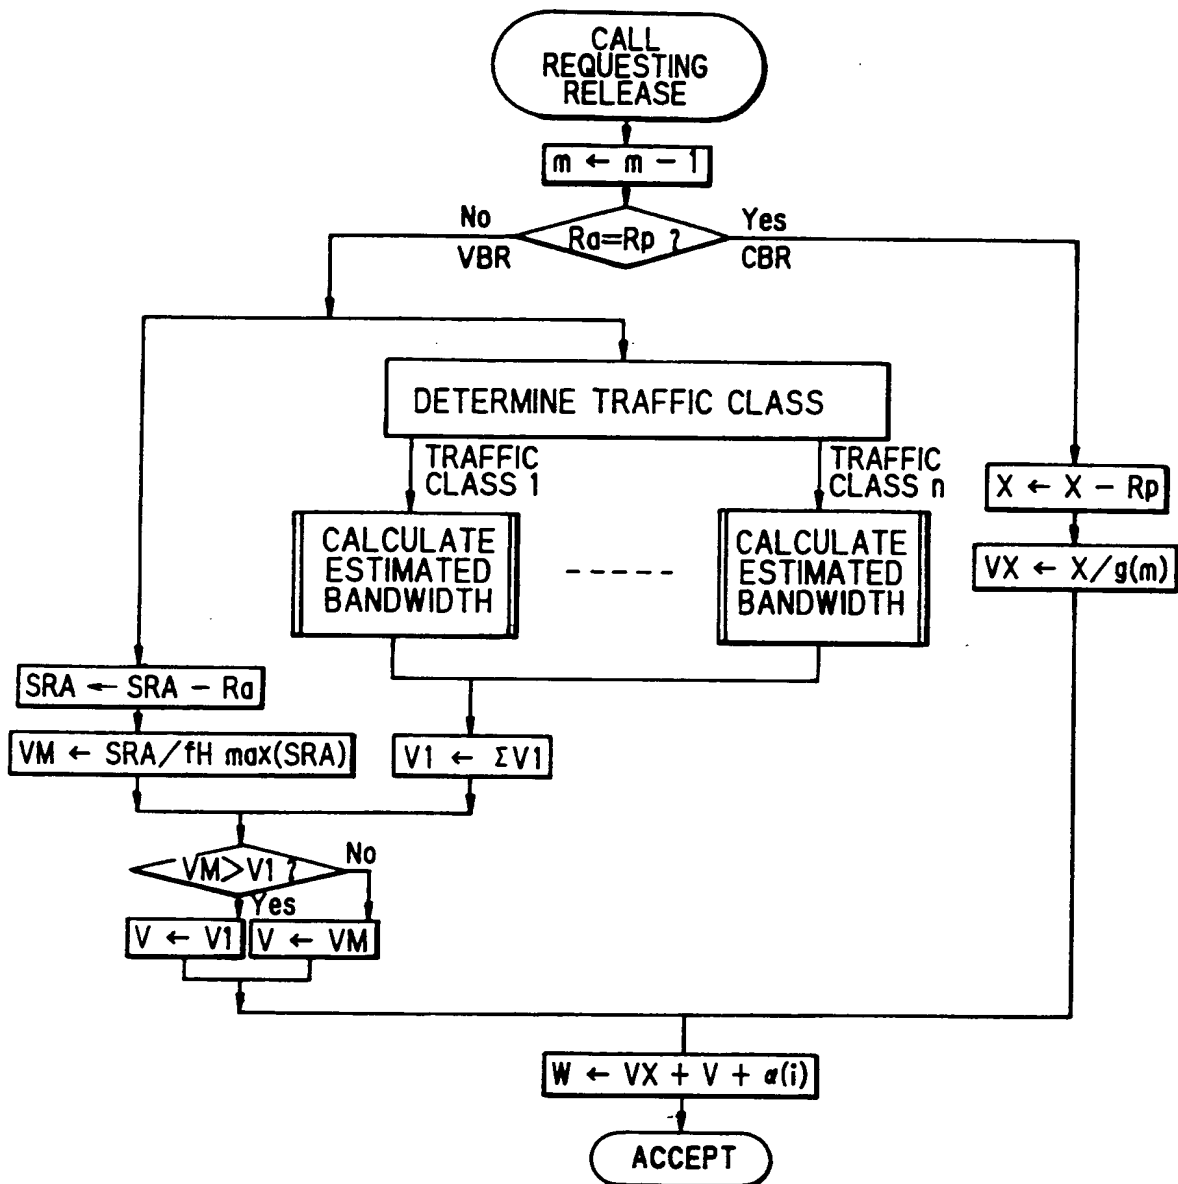 CALL
REQUESTING
RELEASE
m ← m - 1
No
Yes
Ra=Rp ?
VBR
CBR
DETERMINE TRAFFIC CLASS
TRAFFIC
CLASS 1
TRAFFIC
CLASS n
X ← X - Rp
CALCULATE
ESTIMATED
BANDWIDTH
CALCULATE
ESTIMATED
BANDWIDTH
VX ← X/g(m)
SRA ← SRA - Ra
VM ← SRA/fH max(SRA)
V1 ← ΣV1
VM>V1 ?
No
Yes
V ← V1
V ← VM
W ← VX + V + α(i)
ACCEPT